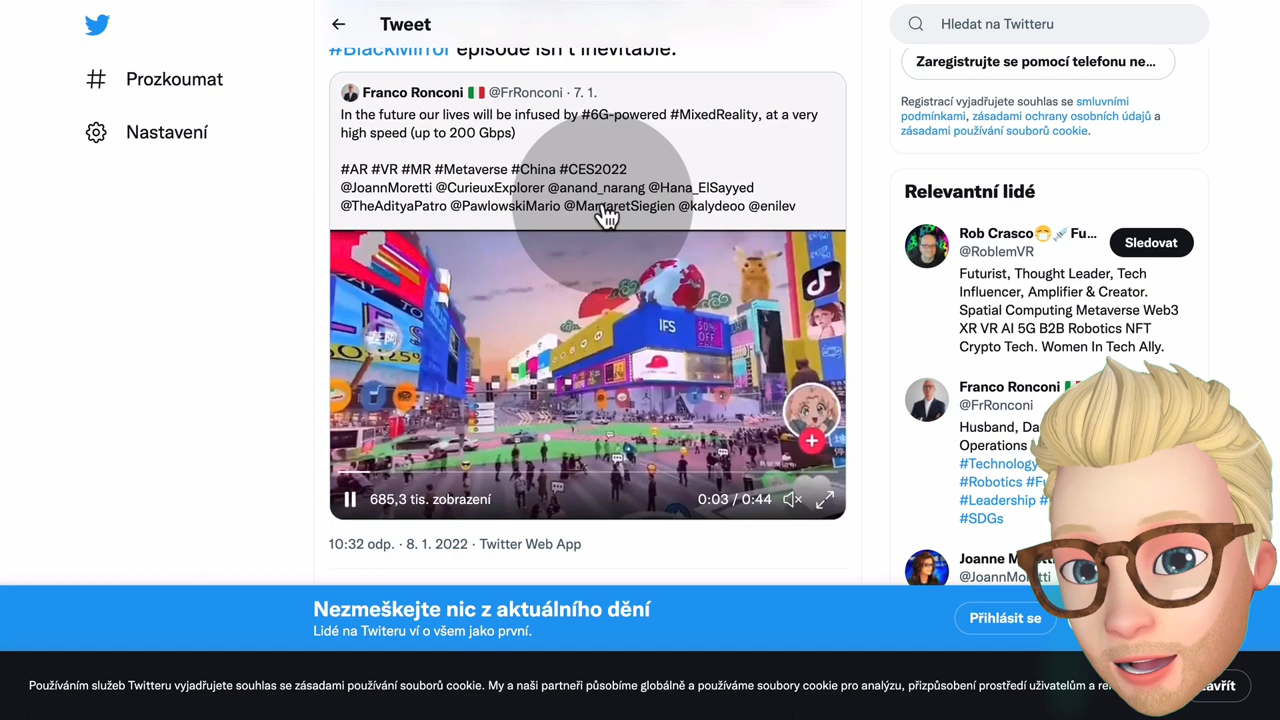 Tweet
Hledat na Twitteru
#BlackMirror episode isn't inevitable.
Prozkoumat
Nastavení
Franco Ronconi @FrRonconi · 7. 1.
In the future our lives will be infused by #6G-powered #MixedReality, at a very
high speed (up to 200 Gbps)
#AR #VR #MR #Metaverse #China #CES2022
@JoannMoretti @CurieuxExplorer @anand_narang @Hana_ElSayyed
@TheAdityaPatro @PawlowskiMario @MargaretSiegien @kalydeoo @enilev
IFS
50%
OFF
685,3 tis. zobrazení
0:03 / 0:44
10:32 odp. · 8. 1. 2022 · Twitter Web App
Zaregistrujte se pomocí telefonu ne...
Registrací vyjadřujete souhlas se smluvními
podmínkami, zásadami ochrany osobních údajů a
zásadami používání souborů cookie.
Relevantní lidé
Rob Crasco Fu...
@RoblemVR
Sledovat
Futurist, Thought Leader, Tech
Influencer, Amplifier & Creator.
Spatial Computing Metaverse Web3
XR VR AI 5G B2B Robotics NFT
Crypto Tech. Women In Tech Ally.
Franco Ronconi
@FrRonconi
Husband, Da
Operations
#Technology
#Robotics #Fu
#Leadership #
#SDGs
Joanne M
@JoannMoretti
Nezmeškejte nic z aktuálního dění
Lidé na Twiteru ví o všem jako první.
Přihlásit se
Používáním služeb Twitteru vyjadřujete souhlas se zásadami používání souborů cookie. My a naši partneři působíme globálně a používáme soubory cookie pro analýzu, přizpůsobení prostředí uživatelům a